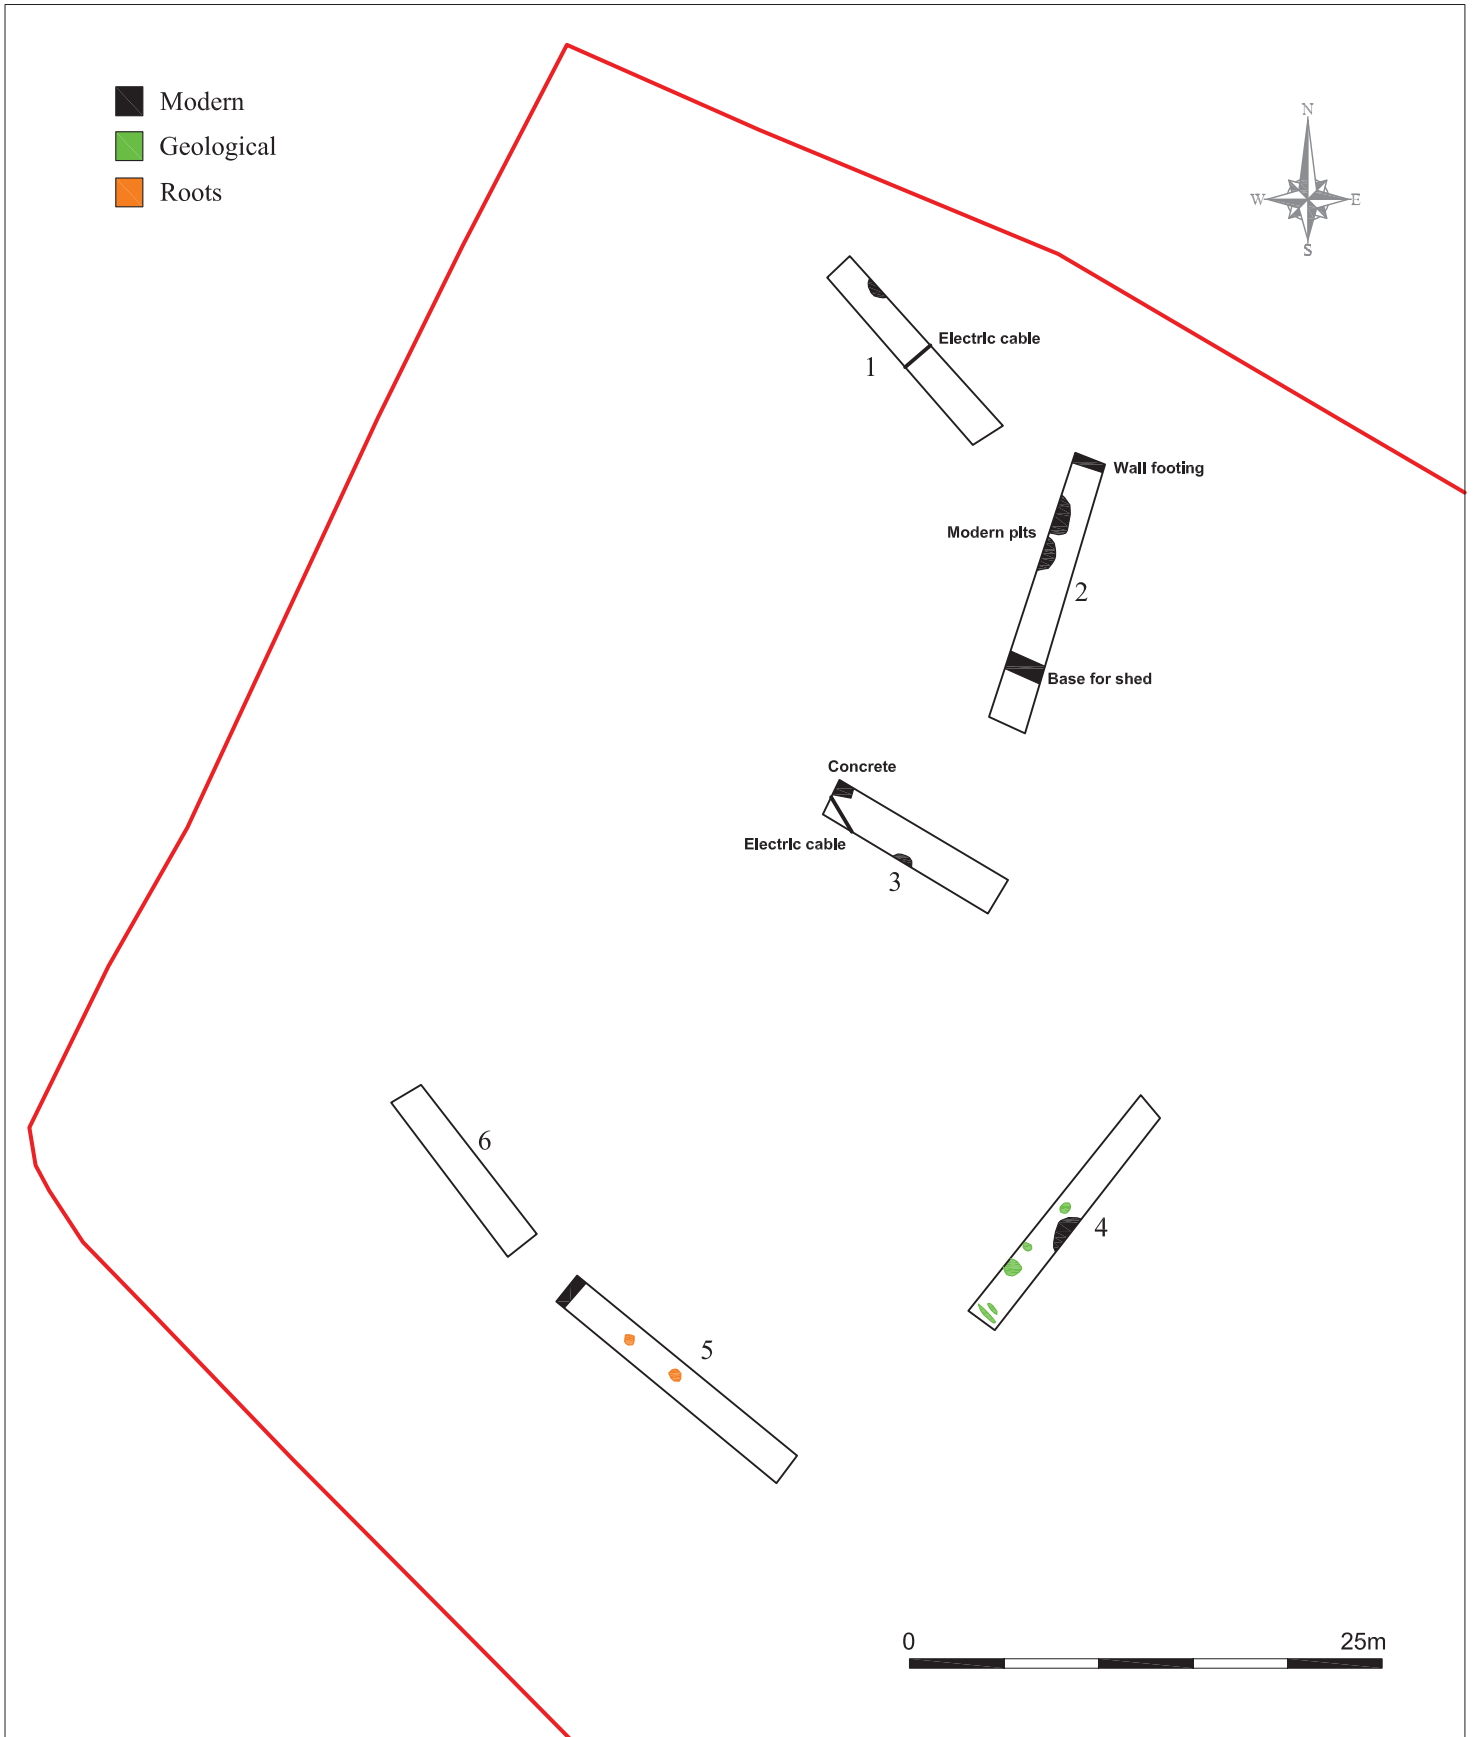 Modern
Geological
Roots
N
W
E
S
Electric cable
1
Wall footing
Modern pits
2
Base for shed
Concrete
Electric cable
3
6
4
5
0
25m